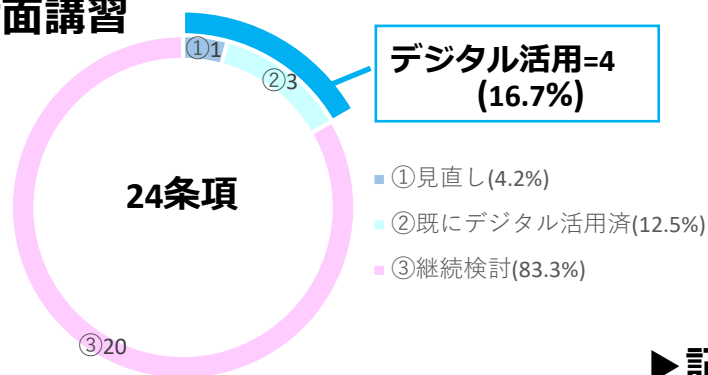 面講習
①1
②3
デジタル活用=4
(16.7%)
24条項
①見直し(4.2%)
②既にデジタル活用済(12.5%)
③継続検討(83.3%)
③20
▶記